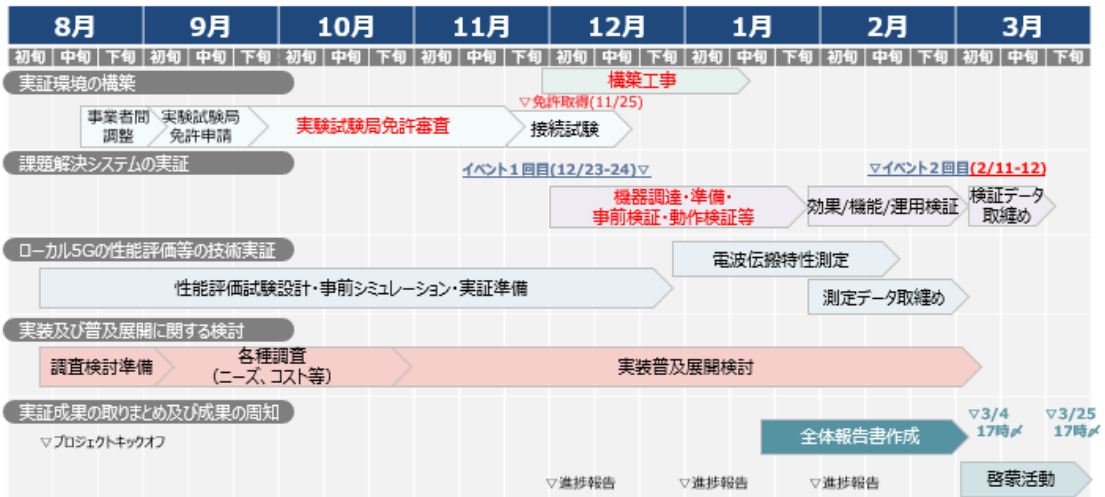 8月 9月 10月 11月 12月 1月 2月 3月
初旬 中旬 下旬 初旬 中旬 下旬 初旬 中旬 下旬 初旬 中旬 下旬 初旬 中旬 下旬 初旬 中旬 下旬 初旬 中旬 下旬 初旬 中旬 下旬
実証環境の構築
構築工事
▽免許取得(11/25)
事業者間
調整
実験試験局
免許申請
実験試験局免許審査
接続試験
課題解決システムの実証
イベント1回目(12/23-24)▽
▽イベント2回目(2/11-12)
機器調達・準備・
事前検証・動作検証等
効果/機能/運用検証
検証データ
取纏め
ローカル5Gの性能評価等の技術実証
電波伝搬特性測定
性能評価試験設計・事前シミュレーション・実証準備
測定データ取纏め
実装及び普及展開に関する検討
調査検討準備
各種調査
(ニーズ、コスト等)
実装普及展開検討
実証成果の取りまとめ及び成果の周知
▽プロジェクトキックオフ
全体報告書作成
▽3/4
17時〆
▽3/25
17時〆
▽進捗報告 ▽進捗報告 ▽進捗報告
啓蒙活動